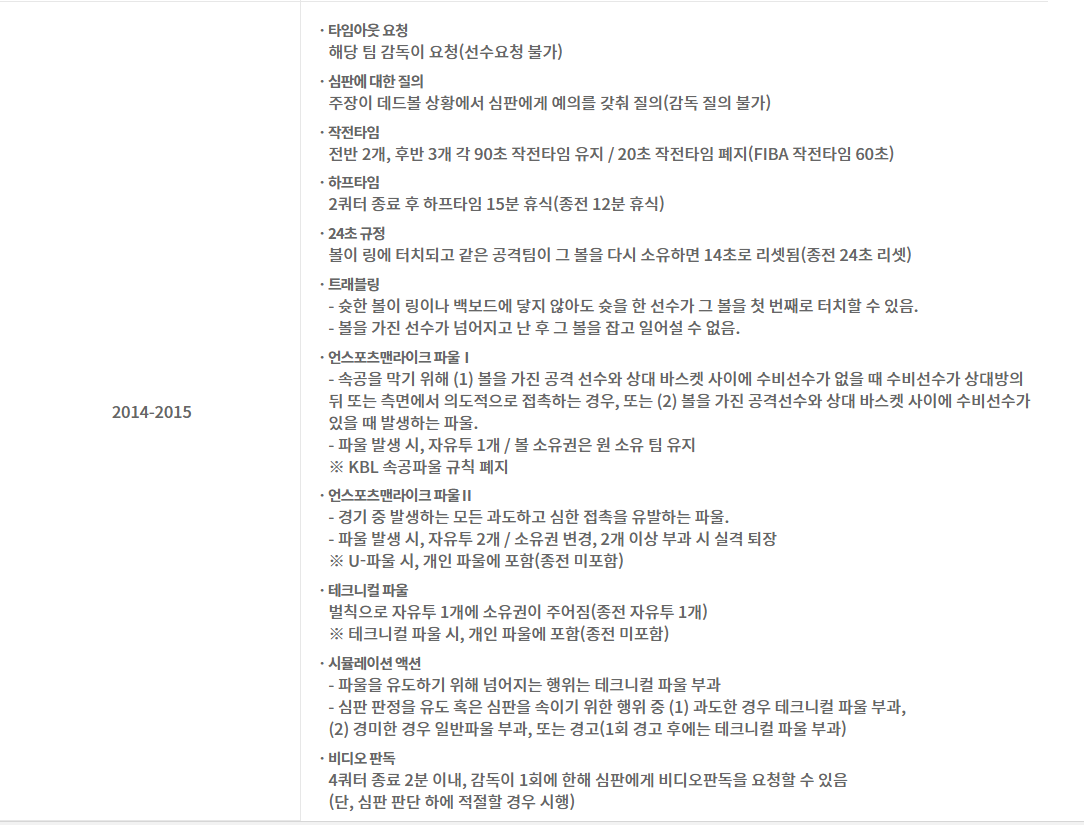 · 타임아웃 요청
해당 팀 감독이 요청(선수요청 불가)
· 심판에 대한 질의
주장이 데드볼 상황에서 심판에게 예의를 갖춰 질의(감독 질의 불가)
· 작전타임
전반 2개, 후반 3개 각 90초 작전타임 유지 / 20초 작전타임 폐지(FIBA 작전타임 60초)
· 하프타임
2쿼터 종료 후 하프타임 15분 휴식(종전 12분 휴식)
· 24초 규정
볼이 링에 터치되고 같은 공격팀이 그 볼을 다시 소유하면 14초로 리셋됨(종전 24초 리셋)
· 트래블링
- 슛한 볼이 링이나 백보드에 닿지 않아도 슛을 한 선수가 그 볼을 첫 번째로 터치할 수 있음.
- 볼을 가진 선수가 넘어지고 난 후 그 볼을 잡고 일어설 수 없음.
· 언스포츠맨라이크 파울 Ⅰ
- 속공을 막기 위해 (1) 볼을 가진 공격 선수와 상대 바스켓 사이에 수비선수가 없을 때 수비선수가 상대방의
뒤 또는 측면에서 의도적으로 접촉하는 경우, 또는 (2) 볼을 가진 공격선수와 상대 바스켓 사이에 수비선수가
2014-2015
있을 때 발생하는 파울.
- 파울 발생 시, 자유투 1개 / 볼 소유권은 원 소유 팀 유지
※ KBL 속공파울 규칙 폐지
· 언스포츠맨라이크 파울 II
- 경기 중 발생하는 모든 과도하고 심한 접촉을 유발하는 파울.
- 파울 발생 시, 자유투 2개 / 소유권 변경, 2개 이상 부과 시 실격 퇴장
※ U-파울 시, 개인 파울에 포함(종전 미포함)
· 테크니컬 파울
벌칙으로 자유투 1개에 소유권이 주어짐(종전 자유투 1개)
※ 테크니컬 파울 시, 개인 파울에 포함(종전 미포함)
· 시뮬레이션 액션
- 파울을 유도하기 위해 넘어지는 행위는 테크니컬 파울 부과
- 심판 판정을 유도 혹은 심판을 속이기 위한 행위 중 (1) 과도한 경우 테크니컬 파울 부과,
(2) 경미한 경우 일반파울 부과, 또는 경고(1회 경고 후에는 테크니컬 파울 부과)
· 비디오 판독
4쿼터 종료 2분 이내, 감독이 1회에 한해 심판에게 비디오판독을 요청할 수 있음
(단, 심판 판단 하에 적절할 경우 시행)